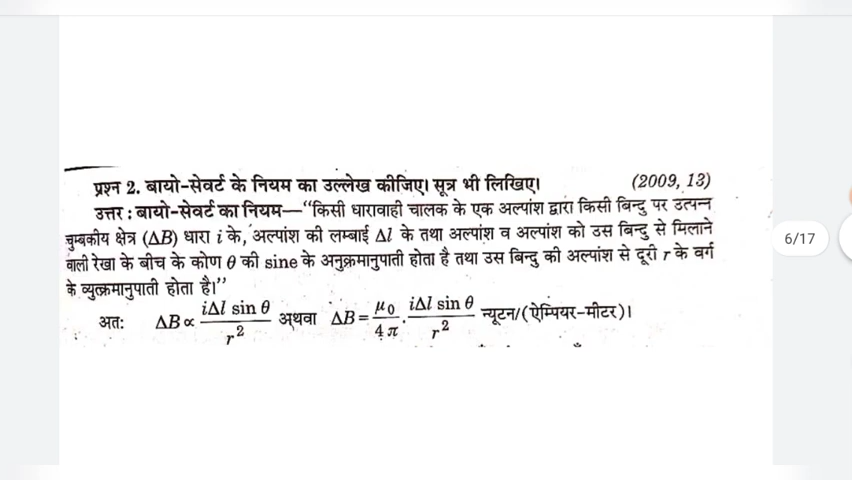 प्रश्न 2. बायो-सेवर्ट के नियम का उल्लेख कीजिए। सूत्र भी लिखिए। (2009, 13)
उत्तर : बायो-सेवर्ट का नियम—“किसी धारावाही चालक के एक अल्पांश द्वारा किसी बिन्दु पर उत्पन्न
चुम्बकीय क्षेत्र (ΔB) धारा i के, अल्पांश की लम्बाई Δl के तथा अल्पांश व अल्पांश को उस बिन्दु से मिलाने
वाली रेखा के बीच के कोण θ की sine के अनुक्रमानुपाती होता है तथा उस बिन्दु की अल्पांश से दूरी r के वर्ग
के व्युत्क्रमानुपाती होता है।”
अतः ΔB ∝ iΔl sin θ / r² अथवा ΔB = μ₀ / 4π . iΔl sin θ / r² न्यूटन/(ऐम्पियर-मीटर)।
6/17